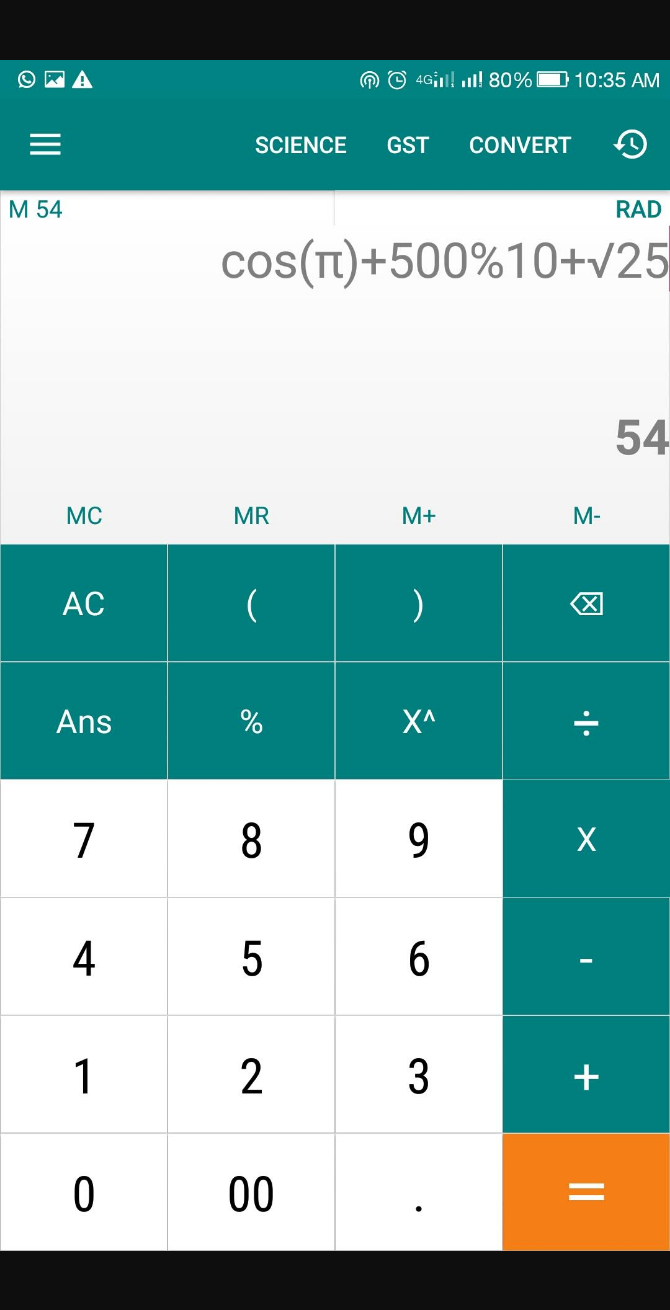 4G 80% 10:35 AM
SCIENCE GST CONVERT
M 54 RAD
cos(π)+500%10+√25
54
MC MR M+ M-
AC ( )
Ans % X^ ÷
7 8 9 X
4 5 6 -
1 2 3 +
0 00 . =